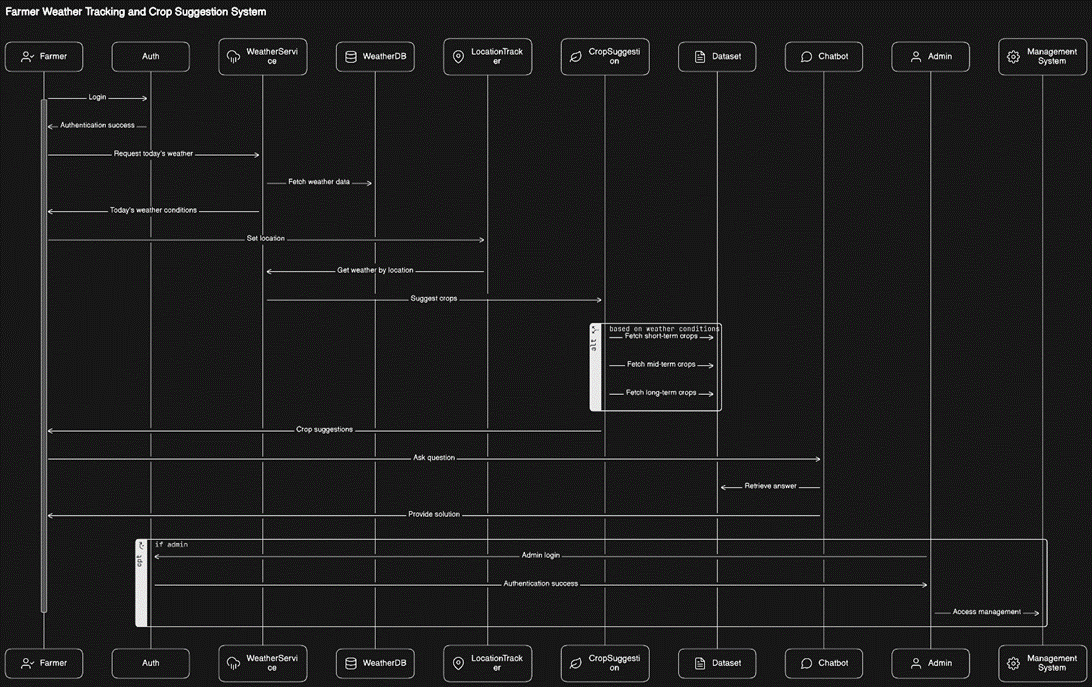 Farmer Weather Tracking and Crop Suggestion System
Farmer
Auth
WeatherServi
ce
WeatherDB
LocationTrack
er
CropSuggesti
on
Dataset
Chatbot
Admin
Management
System
Login
Authentication success
Request today's weather
Fetch weather data
Today's weather conditions
Set location
Get weather by location
Suggest crops
alt
based on weather conditions
Fetch short-term crops
Fetch mid-term crops
Fetch long-term crops
Crop suggestions
Ask question
Retrieve answer
Provide solution
opt
if admin
Admin login
Authentication success
Access management
Farmer
Auth
WeatherServi
ce
WeatherDB
LocationTrack
er
CropSuggesti
on
Dataset
Chatbot
Admin
Management
System